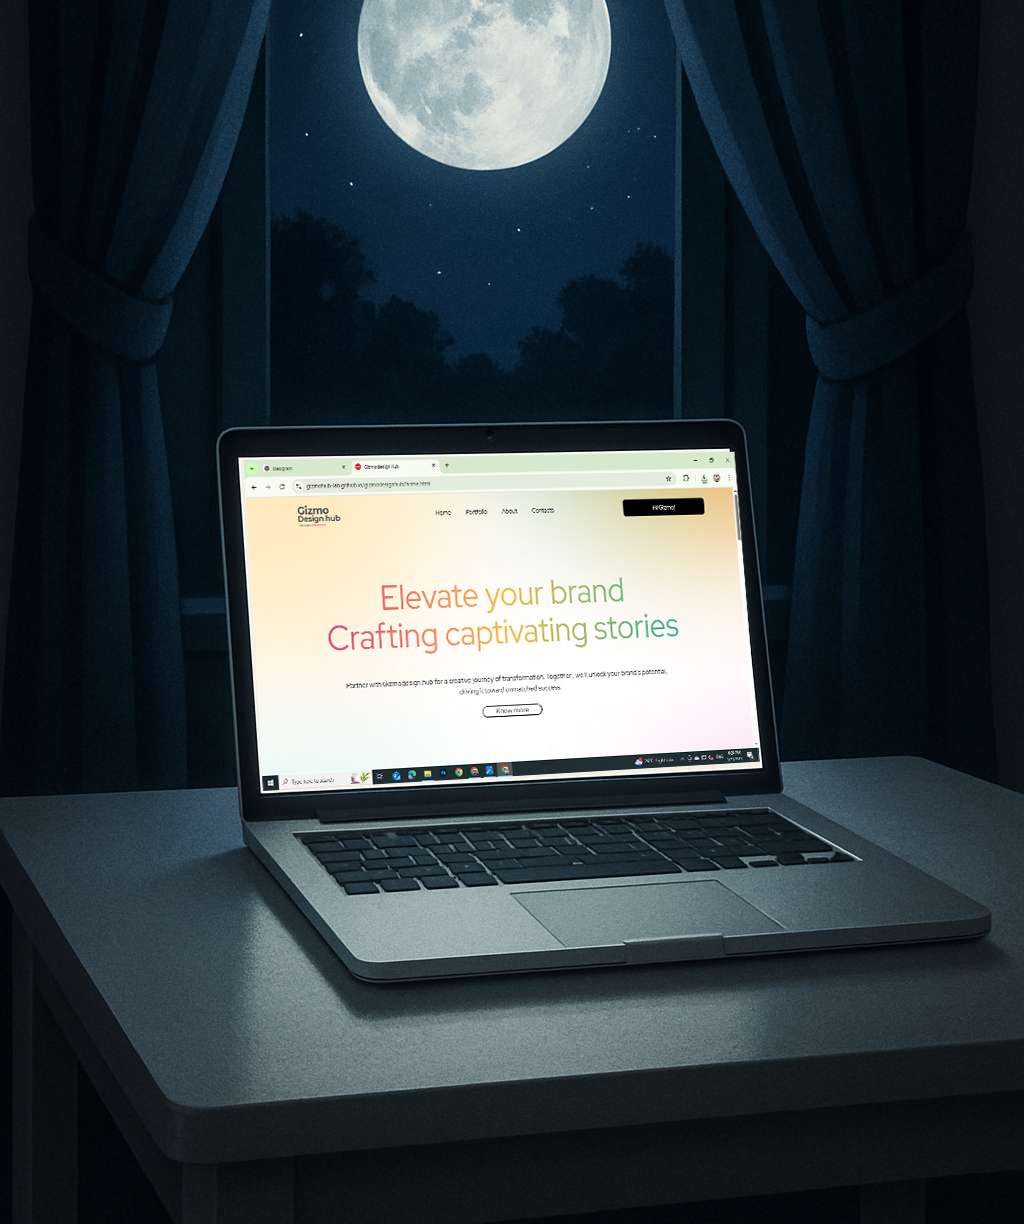 Ideogram
Gizmodesign.hub
gizmohub-lab.github.io/gizmodesignhub/home.html
Gizmo
Design.hub
Home Portfolio About Contacts
Hi Gizmo!
Elevate your brand
Crafting captivating stories
Partner with Gizmodesign.hub for a creative journey of transformation. Together , we'll unlock your brand's potential,
driving it toward unmatched success.
Know more
Type here to search
ENG